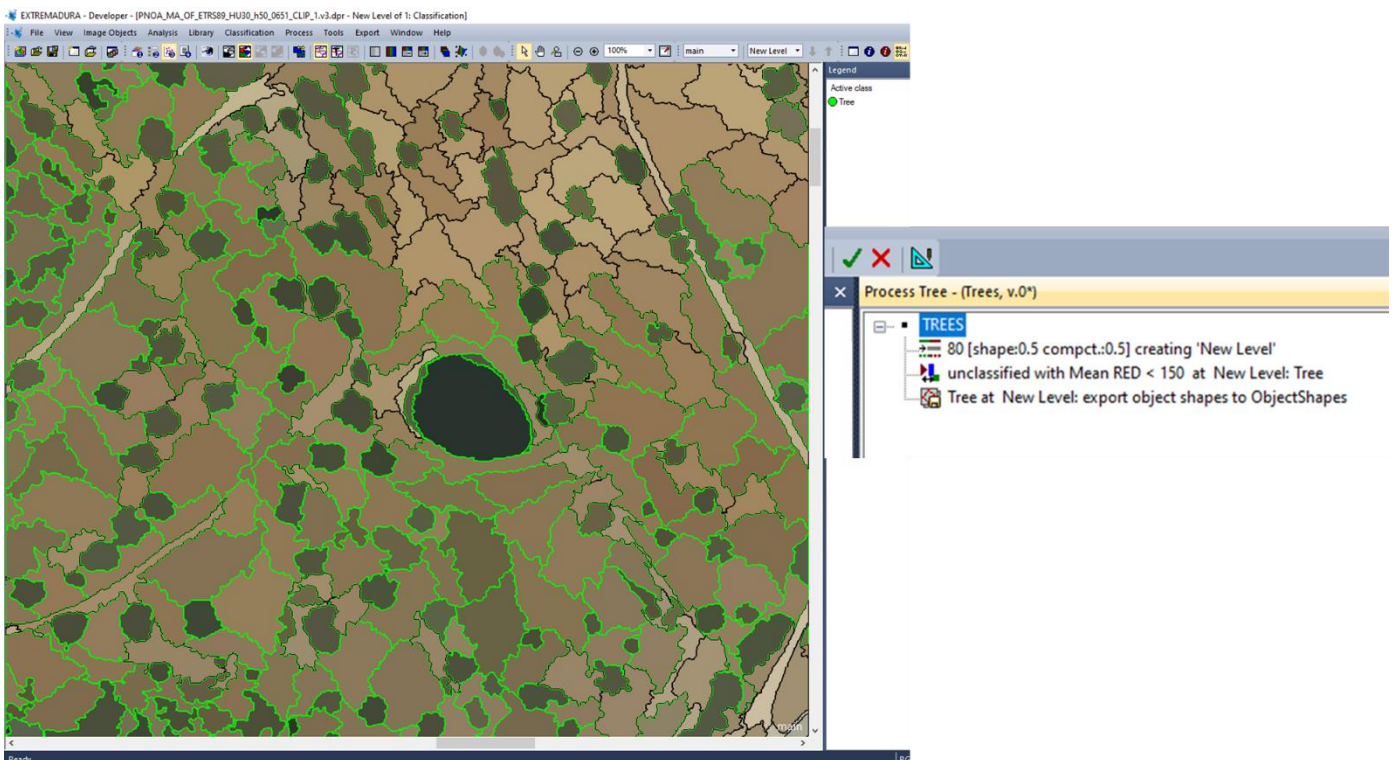 EXTREMADURA - Developer - [PNOA_MA_OF_ETRS89_HU30_h50_0651_CLIP_1.v3.dpr - New Level of 1: Classification]
File View Image Objects Analysis Library Classification Process Tools Export Window Help
100% main New Level
Legend
Active class
Tree
Process Tree - (Trees, v.0*)
TREES
80 [shape:0.5 compct.:0.5] creating 'New Level'
unclassified with Mean RED < 150 at New Level: Tree
Tree at New Level: export object shapes to ObjectShapes
main
Ready